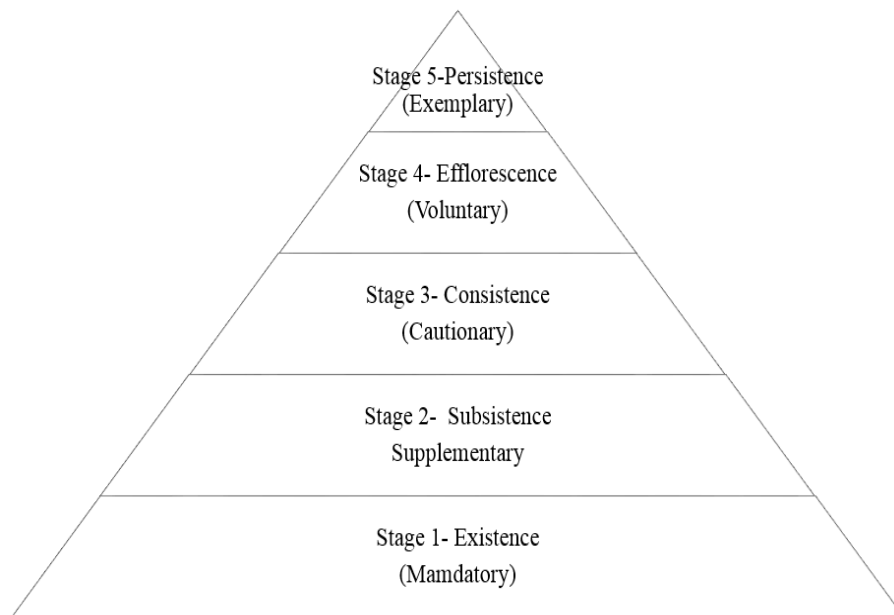 Stage 5-Persistence
(Exemplary)
Stage 4- Efflorescence
(Voluntary)
Stage 3- Consistence
(Cautionary)
Stage 2-  Subsistence
Supplementary
Stage 1- Existence
(Mamdatory)